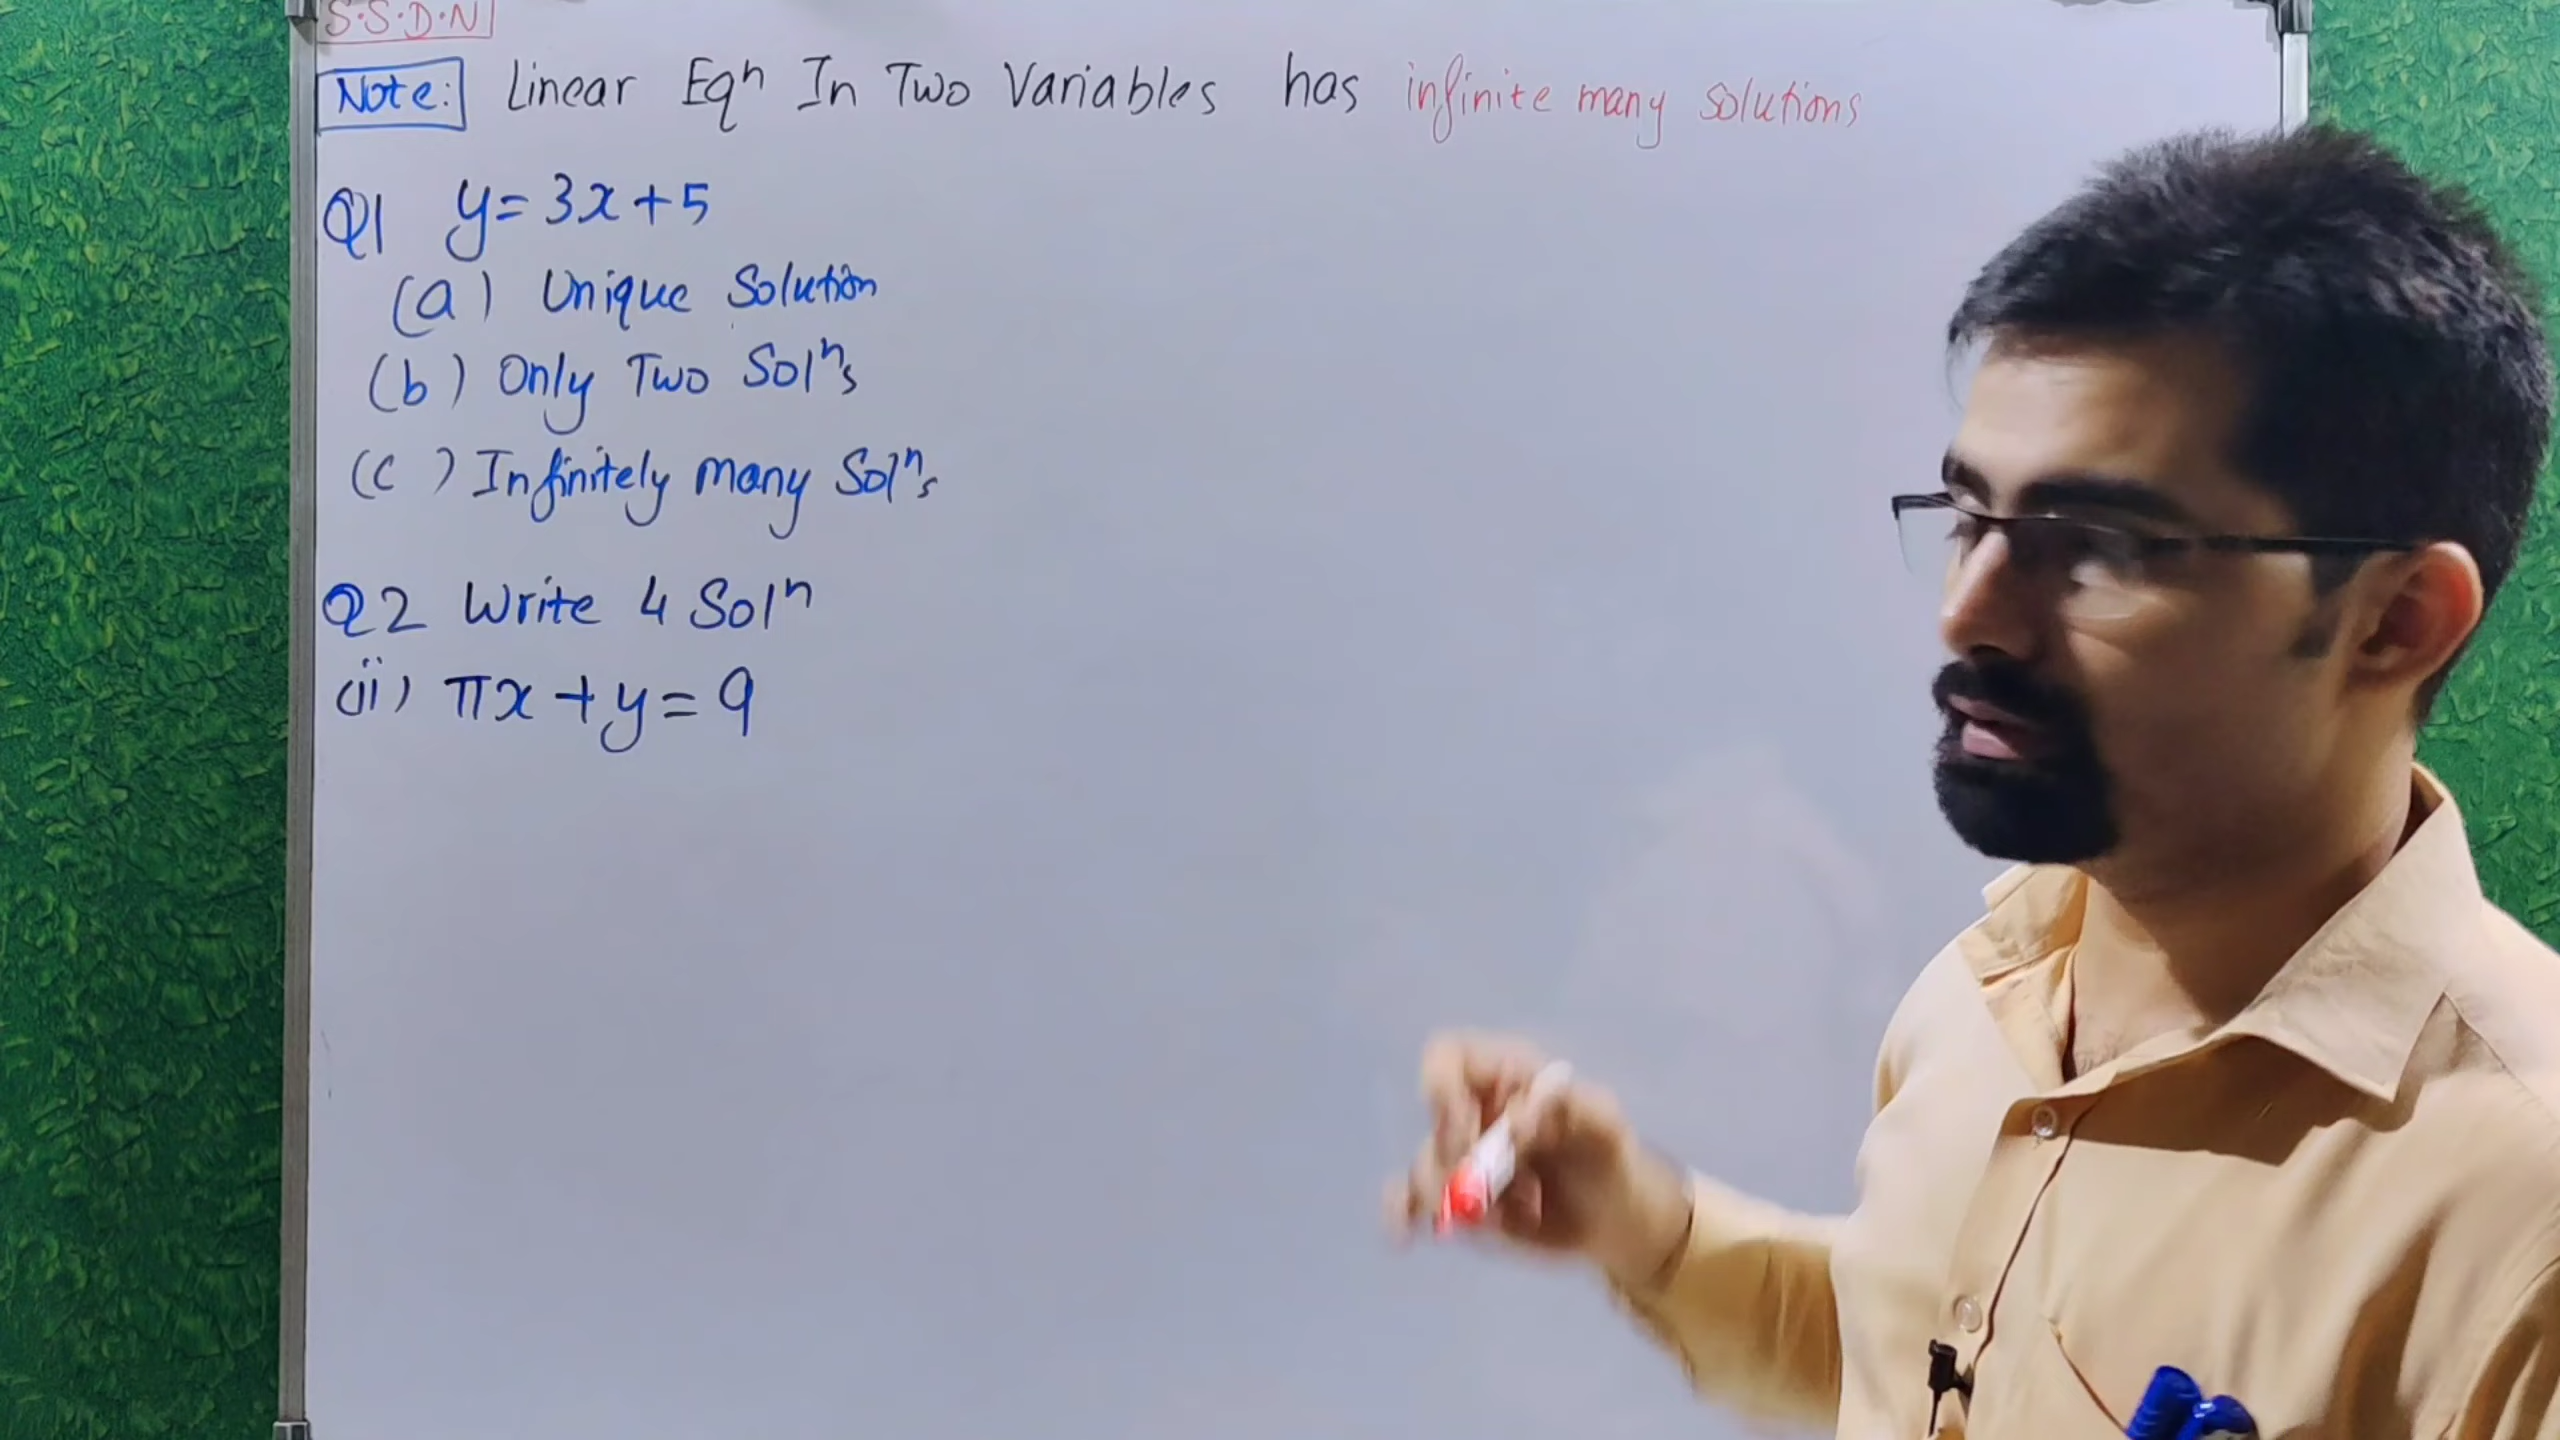 S.S.D.N
Note: Linear Eqⁿ In Two Variables has infinite many solutions
Q1 y = 3x + 5
(a) Unique Solution
(b) Only Two Solⁿs
(c) Infinitely many Solⁿs
Q2 Write 4 Solⁿ
(ii) πx + y = 9